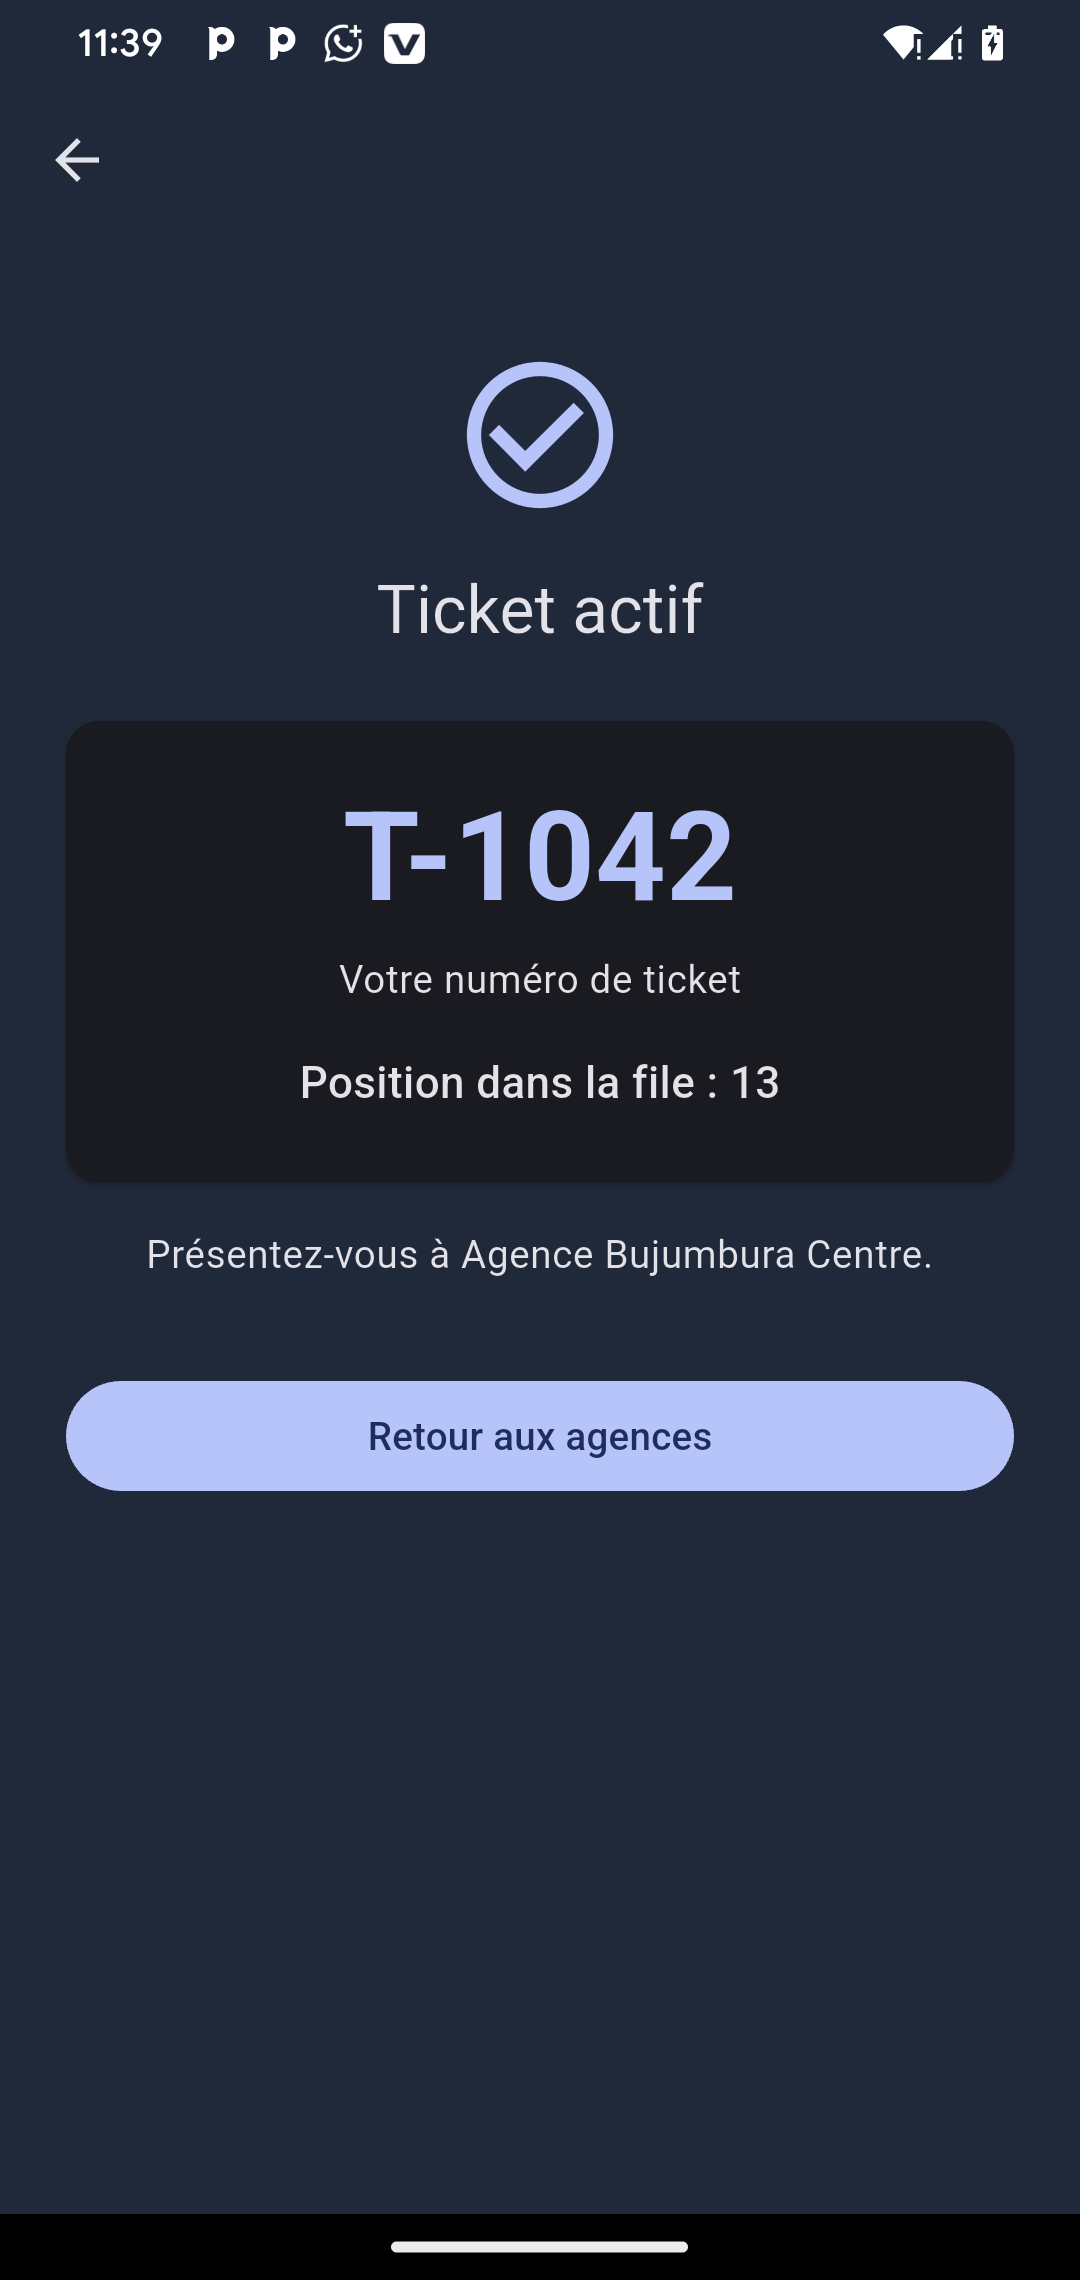 11:39
Ticket actif
T-1042
Votre numéro de ticket
Position dans la file : 13
Présentez-vous à Agence Bujumbura Centre.
Retour aux agences